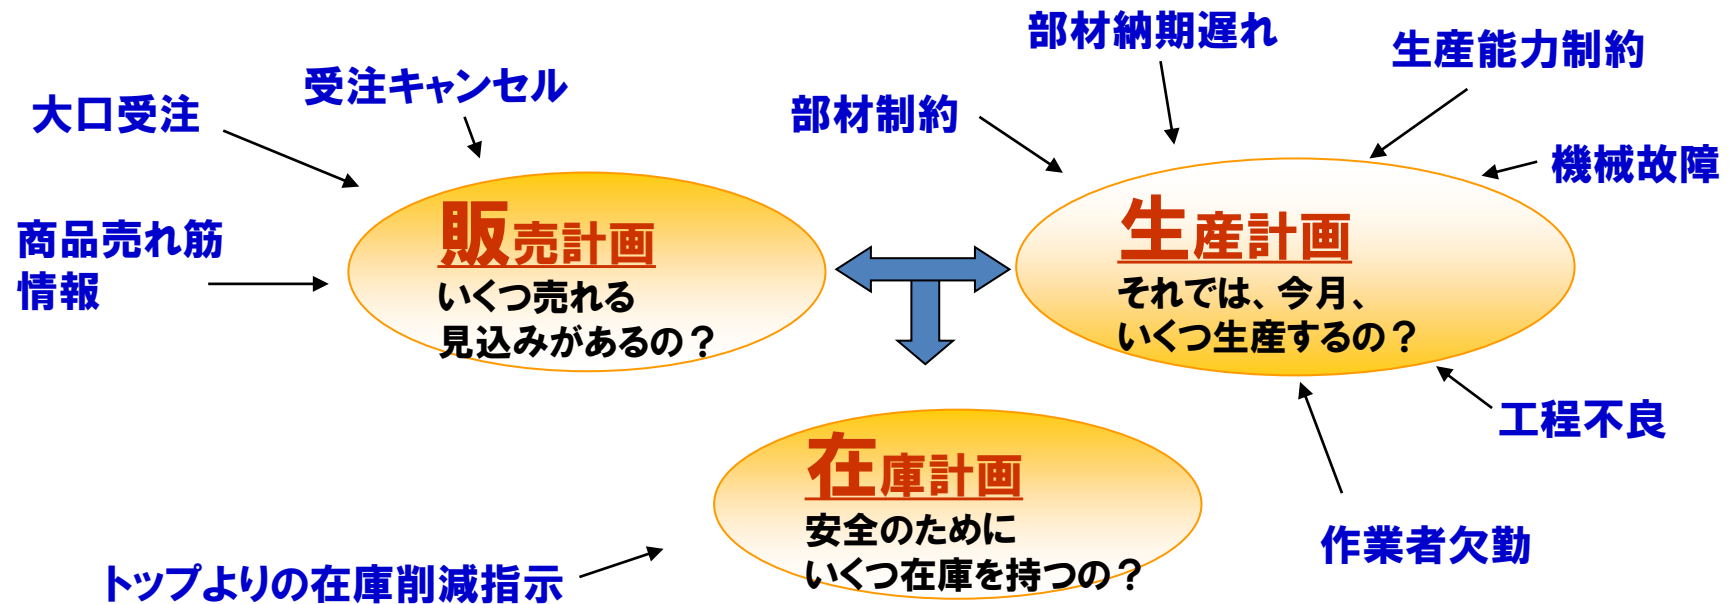 部材納期遅れ
生産能力制約
受注キャンセル
大口受注
部材制約
機械故障
商品売れ筋
情報
販売計画
いくつ売れる
見込みがあるの？
生産計画
それでは、今月、
いくつ生産するの？
工程不良
在庫計画
安全のために
いくつ在庫を持つの？
作業者欠勤
トップよりの在庫削減指示